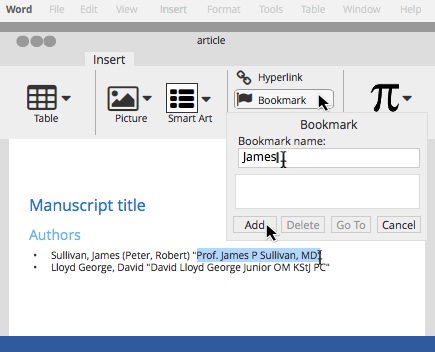 Word File Edit View Insert Format Tools Table Window Help
article
Insert
Table Picture Smart Art
Hyperlink
Bookmark
π
Bookmark
Bookmark name:
James
Add Delete Go To Cancel
Manuscript title
Authors
• Sullivan, James (Peter, Robert) "Prof. James P Sullivan, MD"
• Lloyd George, David "David Lloyd George Junior OM KStJ PC"